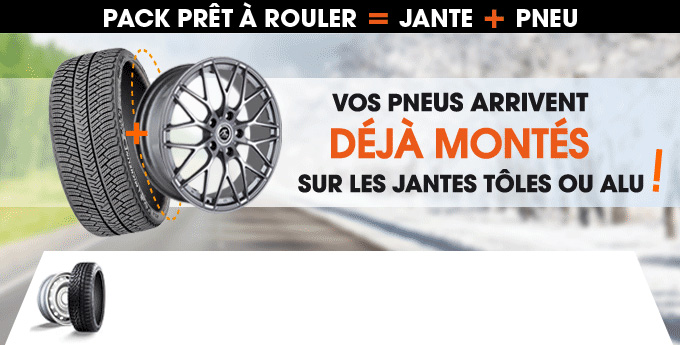 PACK PRÊT À ROULER = JANTE + PNEU
+
VOS PNEUS ARRIVENT
DÉJÀ MONTÉS
SUR LES JANTES TÔLES OU ALU !